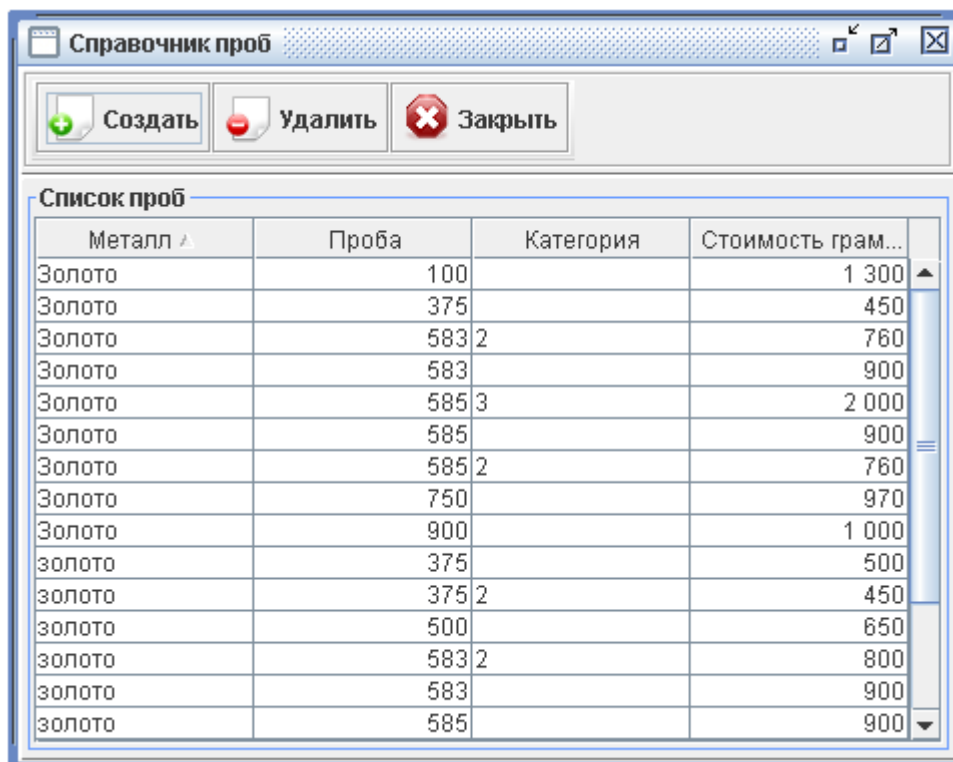 Справочник проб
Создать Удалить Закрыть
Список проб
Металл Проба Категория Стоимость грам...
Золото 100 1 300
Золото 375 450
Золото 583 2 760
Золото 583 900
Золото 585 3 2 000
Золото 585 900
Золото 585 2 760
Золото 750 970
Золото 900 1 000
золото 375 500
золото 375 2 450
золото 500 650
золото 583 2 800
золото 583 900
золото 585 900